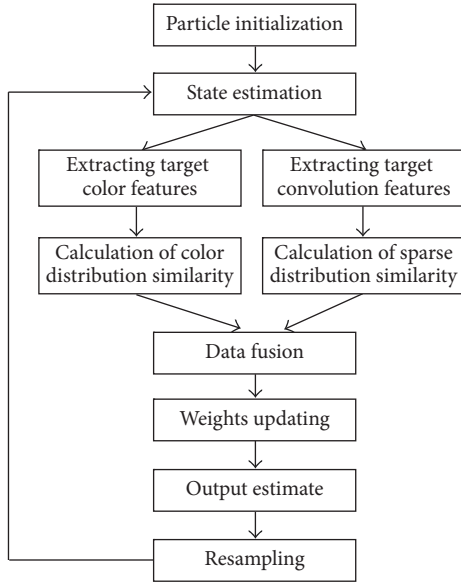 Particle initialization
State estimation
Extracting target
color features
Extracting target
convolution features
Calculation of color
distribution similarity
Calculation of sparse
distribution similarity
Data fusion
Weights updating
Output estimate
Resampling